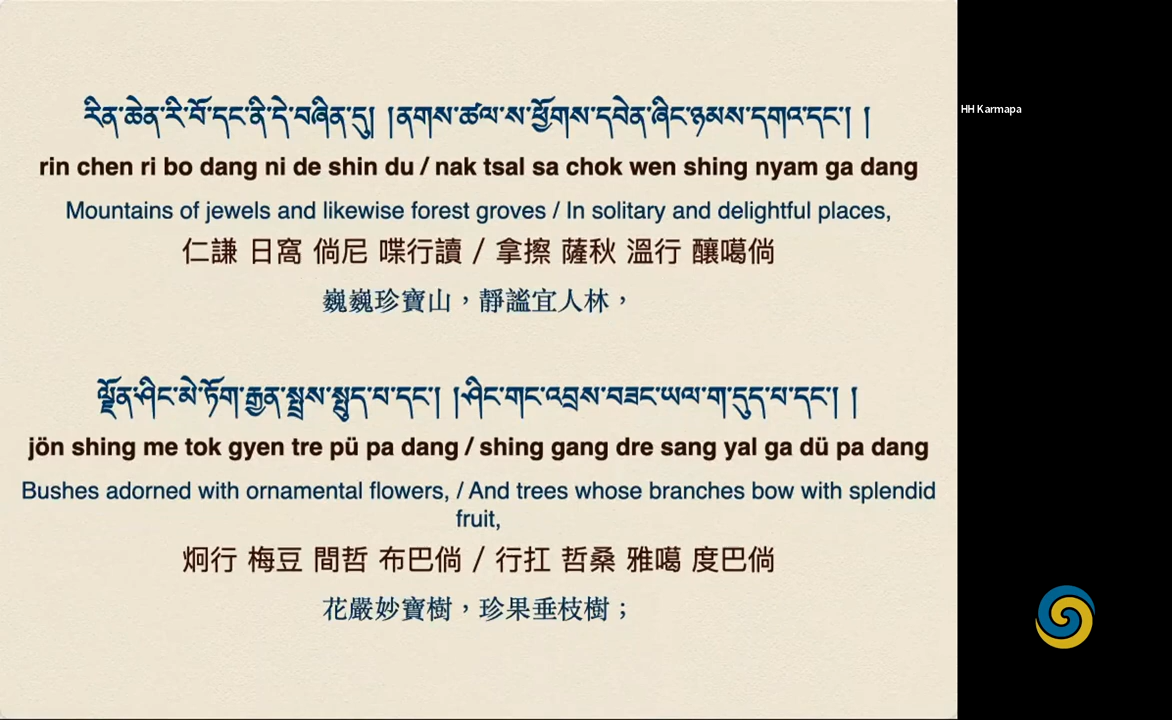 རིན་ཆེན་རི་བོ་དང་ནི་དེ་བཞིན་དུ། །ནགས་ཚལ་ས་ཕྱོགས་དབེན་ཞིང་ཉམས་དགའ་དང་། །
rin chen ri bo dang ni de shin du / nak tsal sa chok wen shing nyam ga dang
Mountains of jewels and likewise forest groves / In solitary and delightful places,
仁謙 日窩 倘尼 喋行讀 / 拿擦 薩秋 溫行 釀噶倘
巍巍珍寶山，靜謐宜人林，
ལྗོན་ཤིང་མེ་ཏོག་རྒྱན་སྤྲས་སྤུད་པ་དང་། །ཤིང་གང་འབྲས་བཟང་ཡལ་ག་དུད་པ་དང་། །
jön shing me tok gyen tre pü pa dang / shing gang dre sang yal ga dü pa dang
Bushes adorned with ornamental flowers, / And trees whose branches bow with splendid
fruit,
炯行 梅豆 間哲 布巴倘 / 行扛 哲桑 雅噶 度巴倘
花嚴妙寶樹，珍果垂枝樹；
HH Karmapa